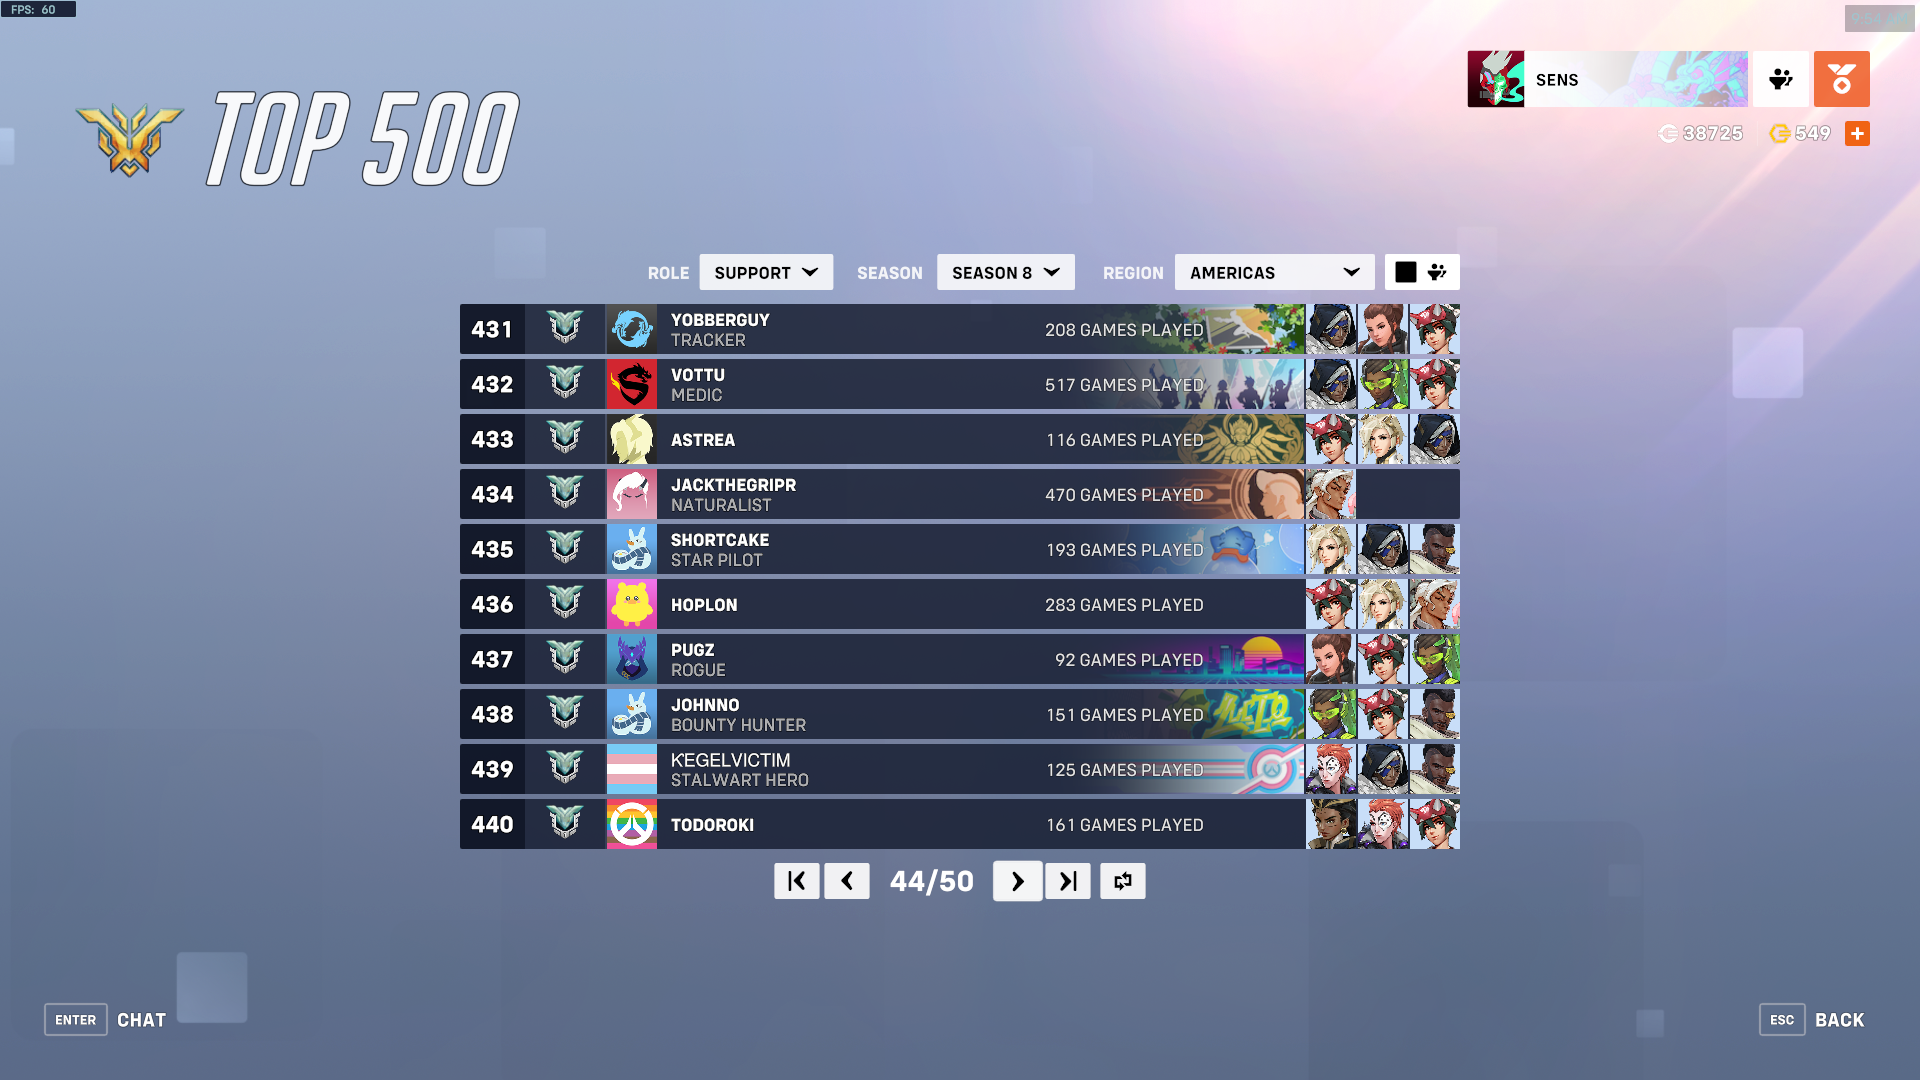 FPS: 60
SENS
TOP 500
38725 549
ROLE SUPPORT SEASON SEASON 8 REGION AMERICAS
431 YOBBERGUY 208 GAMES PLAYED
TRACKER
432 VOTTU 517 GAMES PLAYED
MEDIC
433 ASTREA 116 GAMES PLAYED
434 JACKTHEGRIPR 470 GAMES PLAYED
NATURALIST
435 SHORTCAKE 193 GAMES PLAYED
STAR PILOT
436 HOPLON 283 GAMES PLAYED
437 PUGZ 92 GAMES PLAYED
ROGUE
438 JOHNNO 151 GAMES PLAYED
BOUNTY HUNTER
439 KEGELVICTIM 125 GAMES PLAYED
STALWART HERO
440 TODOROKI 161 GAMES PLAYED
44/50
ENTER CHAT
ESC BACK